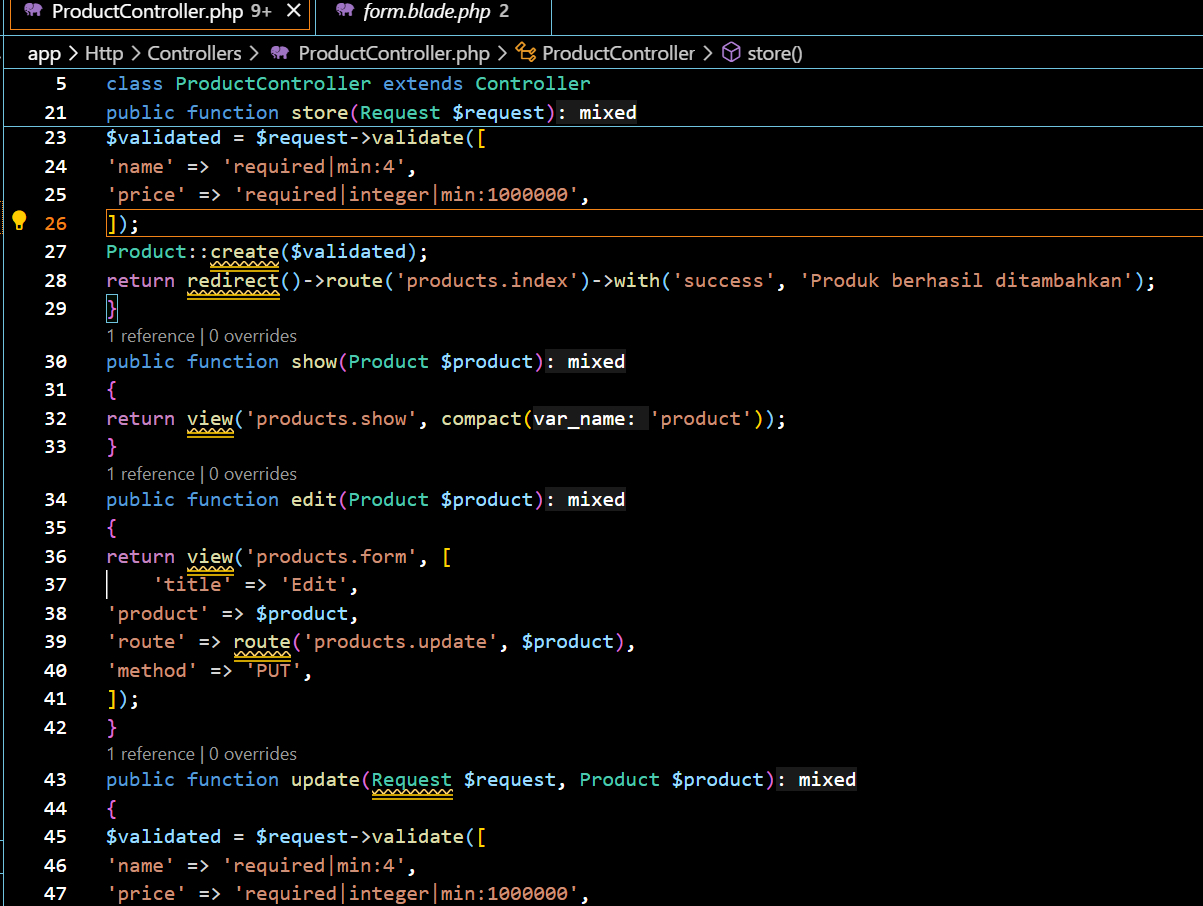 ProductController.php 9+ ✕ form.blade.php 2
app > Http > Controllers > ProductController.php > ProductController > store()
5 class ProductController extends Controller
21 public function store(Request $request): mixed
23 $validated = $request->validate([
24 'name' => 'required|min:4',
25 'price' => 'required|integer|min:1000000',
26 ]);
27 Product::create($validated);
28 return redirect()->route('products.index')->with('success', 'Produk berhasil ditambahkan');
29 }
1 reference | 0 overrides
30 public function show(Product $product): mixed
31 {
32 return view('products.show', compact(var_name: 'product'));
33 }
1 reference | 0 overrides
34 public function edit(Product $product): mixed
35 {
36 return view('products.form', [
37 'title' => 'Edit',
38 'product' => $product,
39 'route' => route('products.update', $product),
40 'method' => 'PUT',
41 ]);
42 }
1 reference | 0 overrides
43 public function update(Request $request, Product $product): mixed
44 {
45 $validated = $request->validate([
46 'name' => 'required|min:4',
47 'price' => 'required|integer|min:1000000',